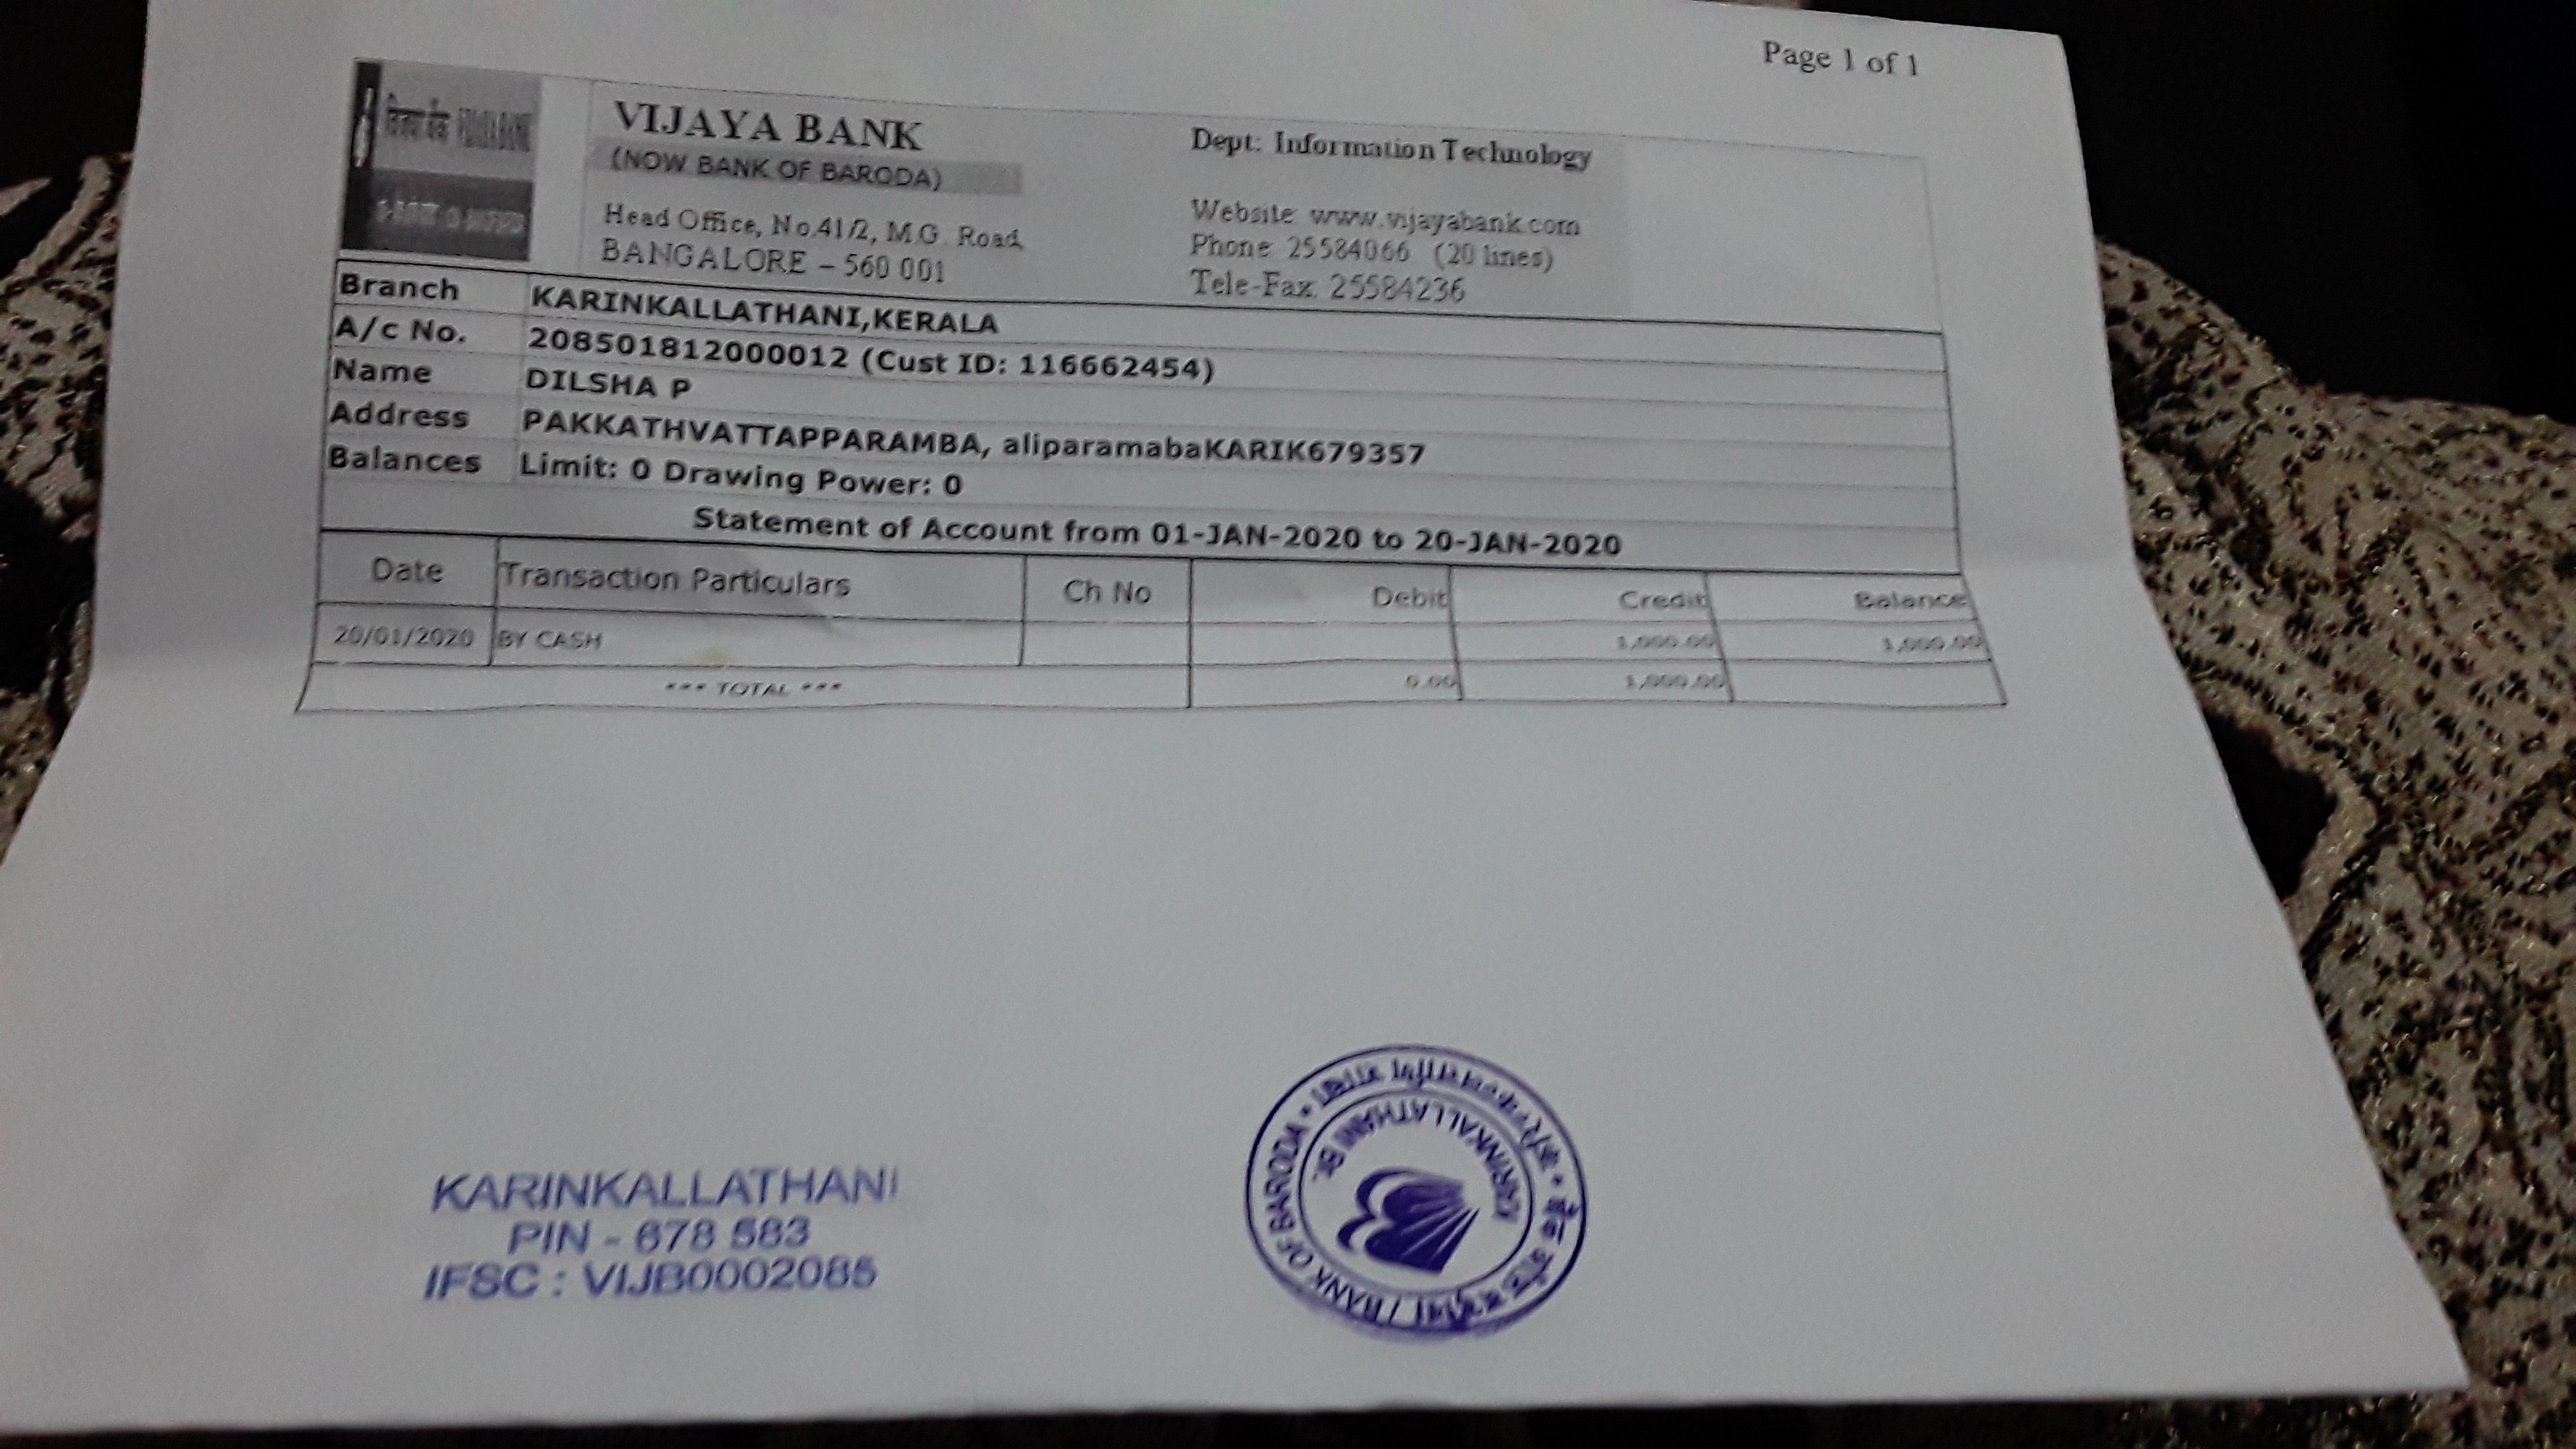 Page 1 of 1
विजया बैंक VIJAYA BANK
VIJAYA BANK
(NOW BANK OF BARODA)
Head Office, No.41/2, M.G. Road,
BANGALORE – 560 001
Dept: Information Technology
Website: www.vijayabank.com
Phone: 25584066 (20 lines)
Tele-Fax: 25584236
Branch KARINKALLATHANI,KERALA
A/c No. 208501812000012 (Cust ID: 116662454)
Name DILSHA P
Address PAKKATHVATTAPPARAMBA, aliparamabaKARIK679357
Balances Limit: 0 Drawing Power: 0
Statement of Account from 01-JAN-2020 to 20-JAN-2020
Date Transaction Particulars Ch No Debit Credit Balance
20/01/2020 BY CASH 1,000.00 1,000.00
*** TOTAL *** 0.00 1,000.00
KARINKALLATHANI
PIN - 678 583
IFSC : VIJB0002085
बैंक ऑफ़ बड़ौदा / BANK OF BARODA
KARINKALLATHANI BR.